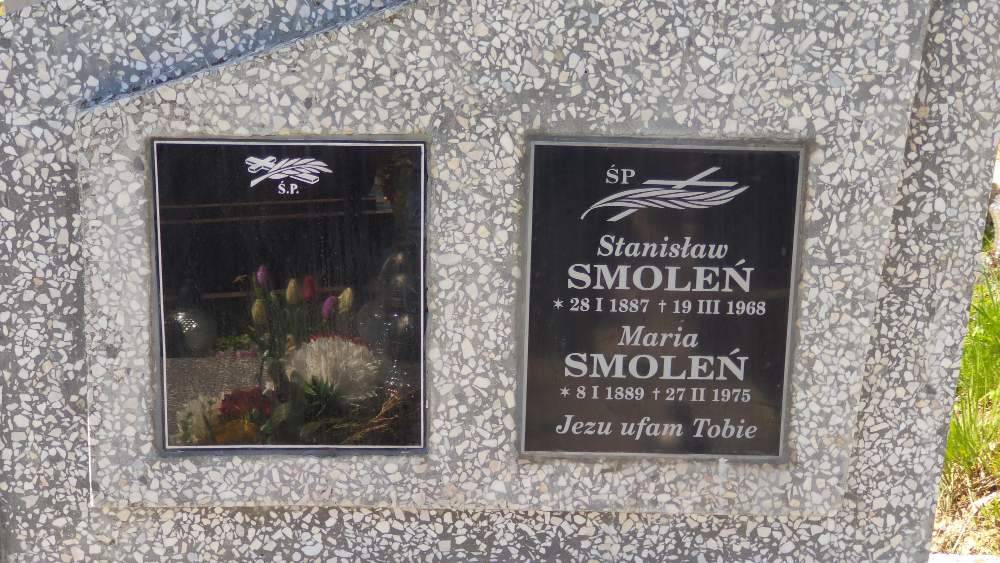 Ś.P.
ŚP
Stanisław
SMOLEŃ
✶ 28 I 1887 † 19 III 1968
Maria
SMOLEŃ
✶ 8 I 1889 † 27 II 1975
Jezu ufam Tobie